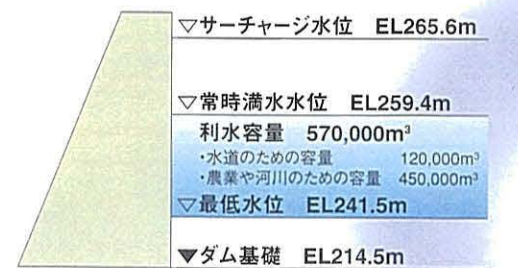 ▽サーチャージ水位 EL265.6m
▽常時満水水位 EL259.4m
利水容量 570,000m³
・水道のための容量 120,000m³
・農業や河川のための容量 450,000m³
▽最低水位 EL241.5m
▼ダム基礎 EL214.5m